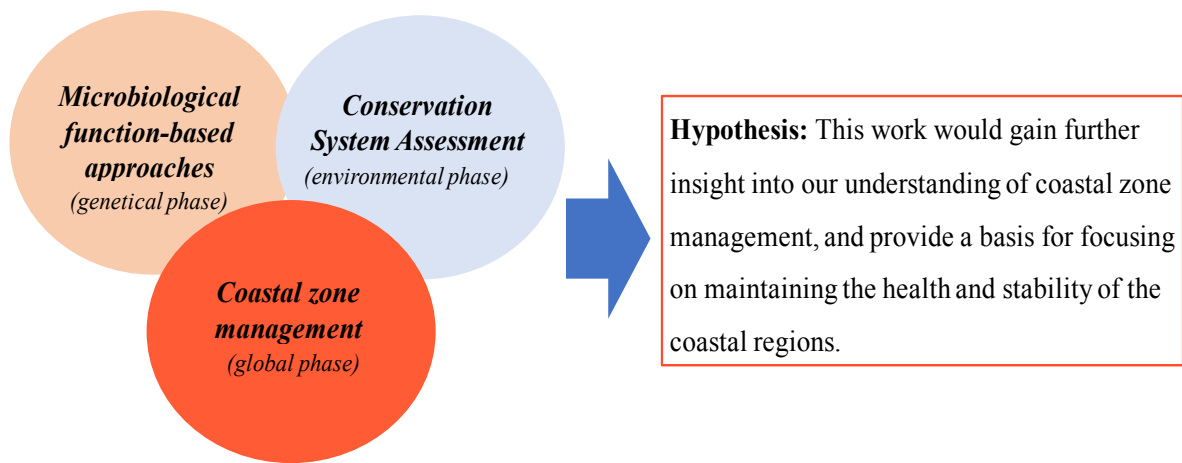 Microbiological
function-based
approaches
(genetical phase)
Conservation
System Assessment
(environmental phase)
Coastal zone
management
(global phase)
Hypothesis: This work would gain further
insight into our understanding of coastal zone
management, and provide a basis for focusing
on maintaining the health and stability of the
coastal regions.